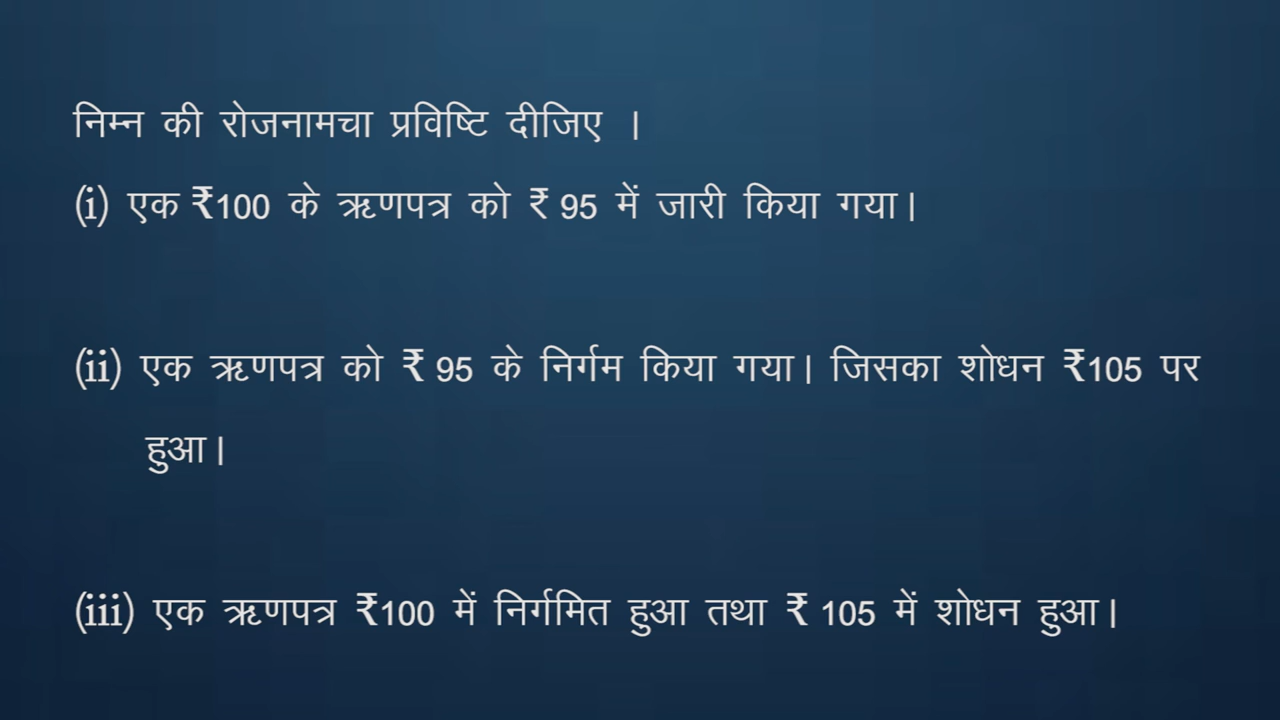 निम्न की रोजनामचा प्रविष्टि दीजिए ।
(i) एक ₹100 के ऋणपत्र को ₹ 95 में जारी किया गया।
(ii) एक ऋणपत्र को ₹ 95 के निर्गम किया गया। जिसका शोधन ₹105 पर
हुआ।
(iii) एक ऋणपत्र ₹100 में निर्गमित हुआ तथा ₹ 105 में शोधन हुआ।